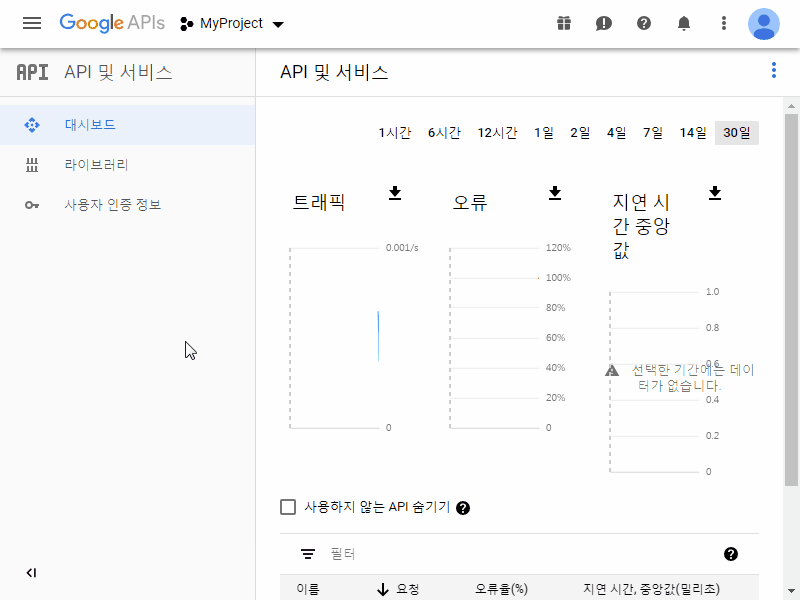 Google APIs
MyProject
API
API 및 서비스
API 및 서비스
대시보드
라이브러리
사용자 인증 정보
1시간 6시간 12시간 1일 2일 4일 7일 14일 30일
트래픽
0.001/s
0
오류
120%
100%
80%
60%
40%
20%
0
지연 시
간 중앙
값
1.0
0.8
0.6
선택한 기간에는 데이
터가 없습니다.
0.4
0.2
0
사용하지 않는 API 숨기기
필터
이름 요청 오류율(%) 지연 시간, 중앙값(밀리초)